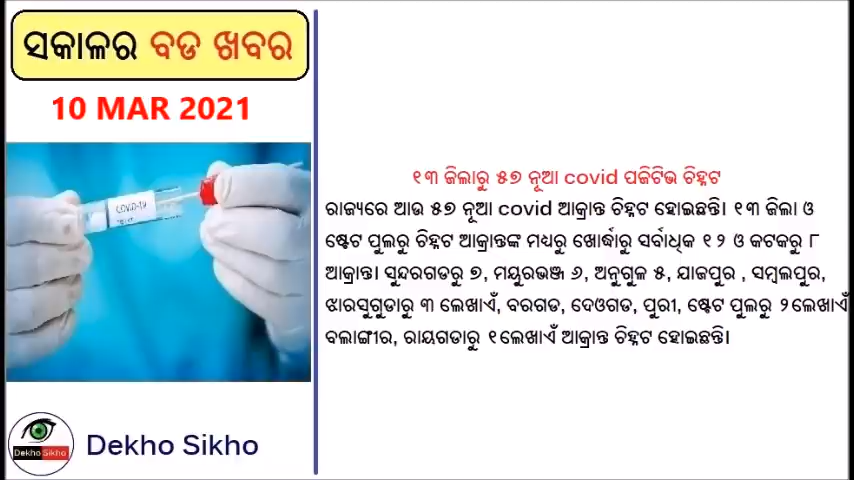 ସକାଳର ବଡ ଖବର
10 MAR 2021
COVID-19
Dekho Sikho
Dekho Sikho
୧୩ ଜିଲାରୁ ୫୭ ନୂଆ covid ପଜିଟିଭ ଚିହ୍ନଟ
ରାଜ୍ୟରେ ଆଉ ୫୭ ନୂଆ covid ଆକ୍ରାନ୍ତ ଚିହ୍ନଟ ହୋଇଛନ୍ତି। ୧୩ ଜିଲା ଓ
ଷ୍ଟେଟ ପୁଲରୁ ଚିହ୍ନଟ ଆକ୍ରାନ୍ତଙ୍କ ମଧ୍ୟରୁ ଖୋର୍ଦ୍ଧାରୁ ସର୍ବାଧିକ ୧୨ ଓ କଟକରୁ ୮
ଆକ୍ରାନ୍ତ। ସୁନ୍ଦରଗଡରୁ ୭, ମୟୁରଭଞ୍ଜ ୬, ଅନୁଗୁଳ ୫, ଯାଜପୁର , ସମ୍ବଲପୁର,
ଝାରସୁଗୁଡାରୁ ୩ ଲେଖାଏଁ, ବରଗଡ, ଦେଓଗଡ, ପୁରୀ, ଷ୍ଟେଟ ପୁଲରୁ ୨ଲେଖାଏଁ
ବଲାଙ୍ଗୀର, ରାୟଗଡାରୁ ୧ଲେଖାଏଁ ଆକ୍ରାନ୍ତ ଚିହ୍ନଟ ହୋଇଛନ୍ତି।